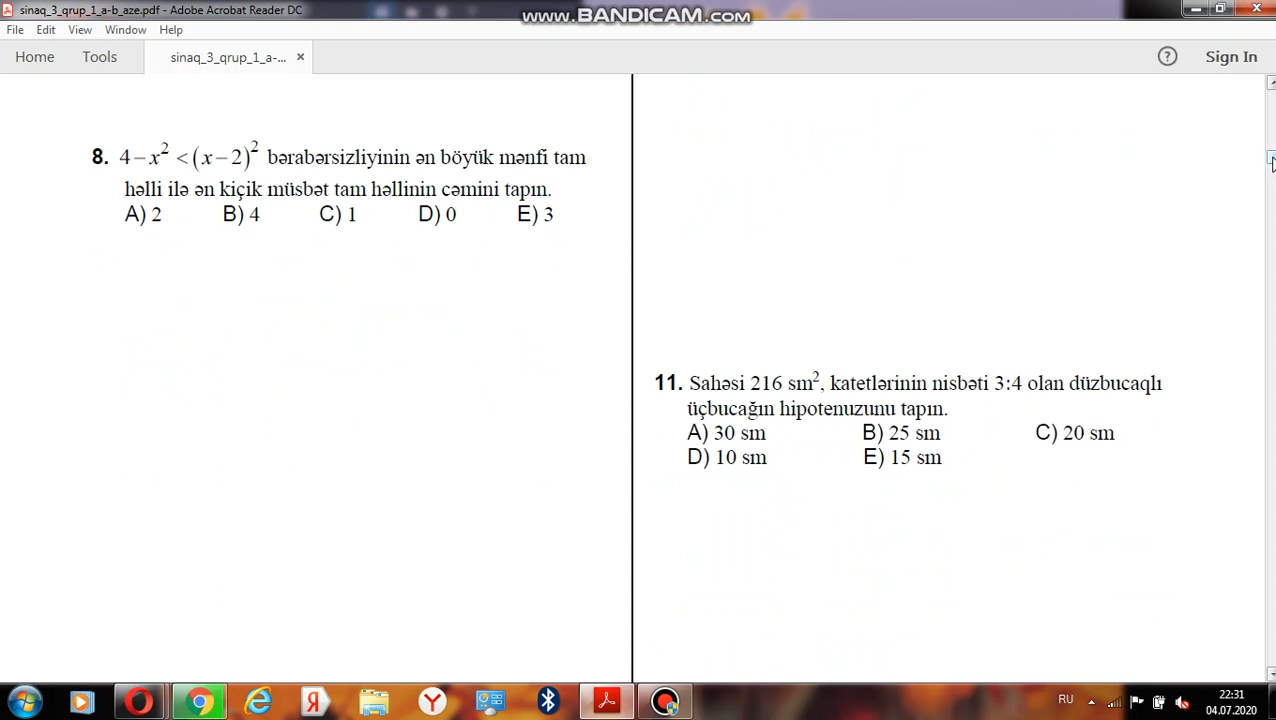 sinaq_3_qrup_1_a-b_aze.pdf - Adobe Acrobat Reader DC
www.BANDICAM.com
File Edit View Window Help
Home Tools sinaq_3_qrup_1_a-... × ? Sign In
8. 4 − x² < (x − 2)² bərabərsizliyinin ən böyük mənfi tam
həlli ilə ən kiçik müsbət tam həllinin cəmini tapın.
A) 2 B) 4 C) 1 D) 0 E) 3
11. Sahəsi 216 sm², katetlərinin nisbəti 3:4 olan düzbucaqlı
üçbucağın hipotenuzunu tapın.
A) 30 sm B) 25 sm C) 20 sm
D) 10 sm E) 15 sm
RU
22:31
04.07.2020